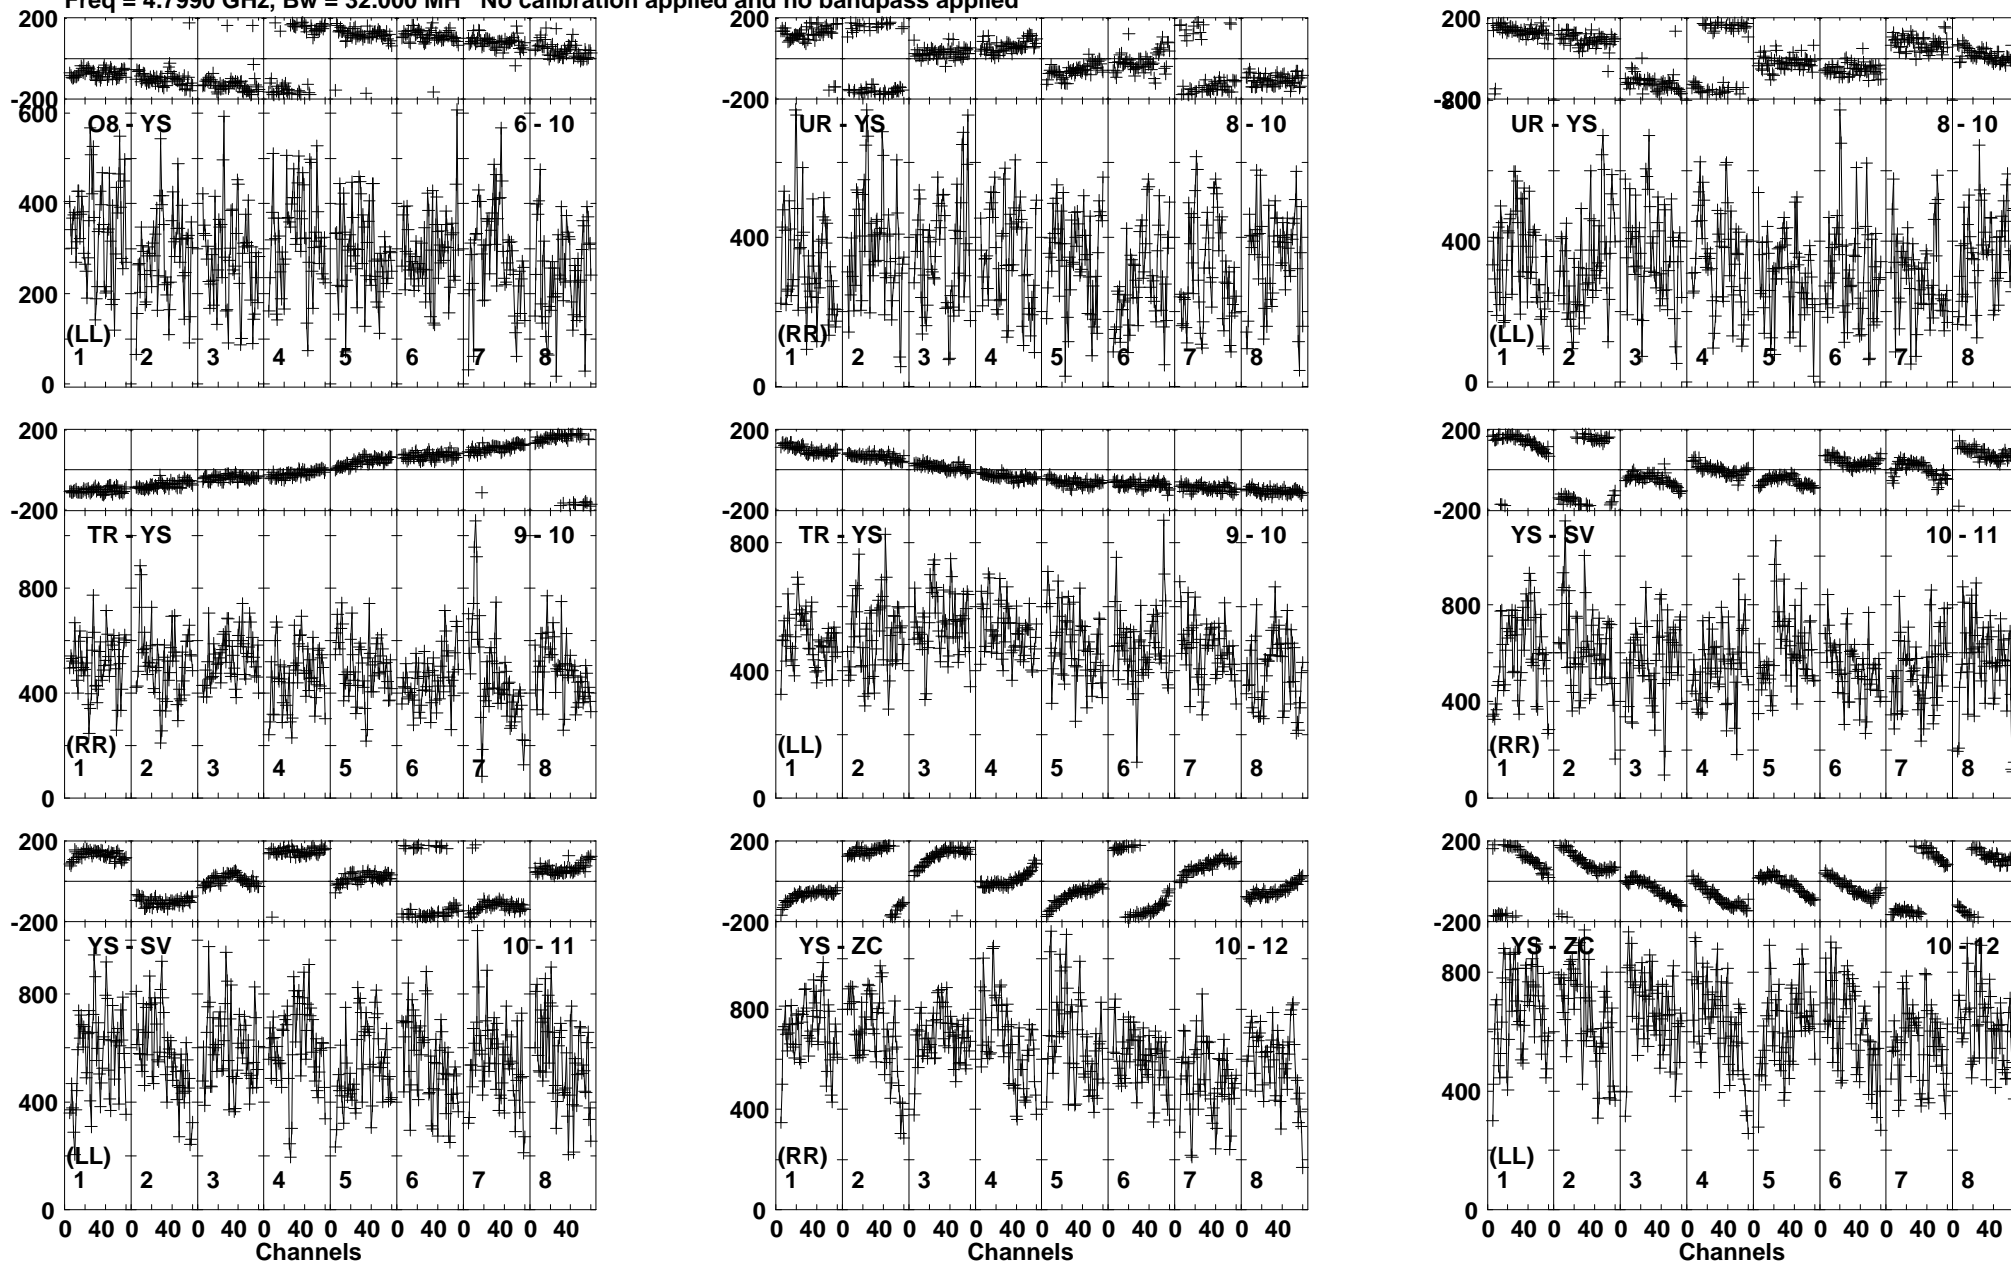 Freq = 4.7990 GHz, Bw = 32.000 MH No calibration applied and no bandpass applied
200 200 200
-200 -200 -200
600 800
O8 - YS 6 - 10 UR - YS 8 - 10 UR - YS 8 - 10
400 400 400
200
(LL) (RR) (LL)
1 2 3 4 5 6 7 8 1 2 3 4 5 6 7 8 1 2 3 4 5 6 7 8
0 0 0
200 200 200
-200 -200 -200
TR - YS 9 - 10 TR - YS 9 - 10 YS - SV 10 - 11
800 800 800
400 400 400
(RR) (LL) (RR)
1 2 3 4 5 6 7 8 1 2 3 4 5 6 7 8 1 2 3 4 5 6 7 8
0 0 0
200 200 200
-200 -200 -200
YS - SV 10 - 11 YS - ZC 10 - 12 YS - ZC 10 - 12
800 800 800
400 400 400
(LL) (RR) (LL)
1 2 3 4 5 6 7 8 1 2 3 4 5 6 7 8 1 2 3 4 5 6 7 8
0 0 0
0 40 0 40 0 40 0 40 0 40 0 40 0 40 0 40 0 40 0 40 0 40 0 40 0 40 0 40 0 40 0 40 0 40 0 40 0 40 0 40 0 40 0 40 0 40 0 40
Channels Channels Channels